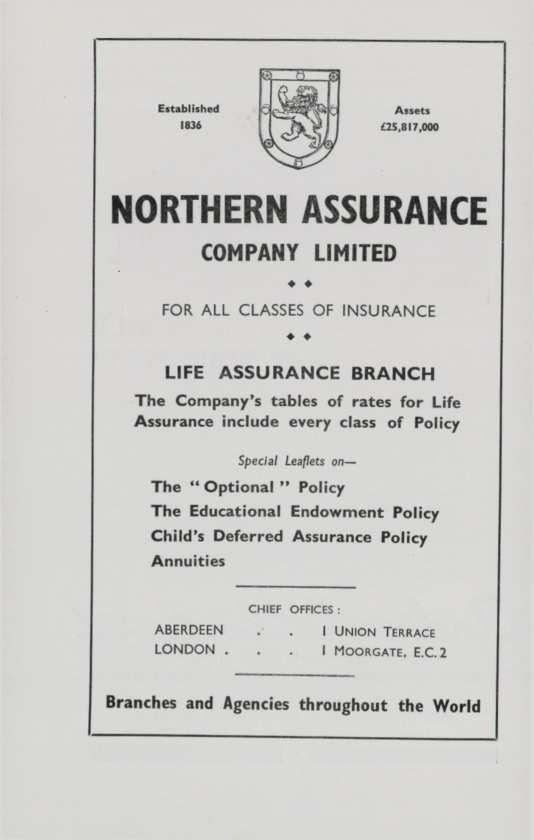 Established
1836
Assets
£25,817,000
NORTHERN ASSURANCE
COMPANY LIMITED
FOR ALL CLASSES OF INSURANCE
LIFE ASSURANCE BRANCH
The Company's tables of rates for Life
Assurance include every class of Policy
Special Leaflets on—
The "Optional" Policy
The Educational Endowment Policy
Child's Deferred Assurance Policy
Annuities
CHIEF OFFICES:
ABERDEEN . . 1 UNION TERRACE
LONDON . . . 1 MOORGATE, E.C.2
Branches and Agencies throughout the World